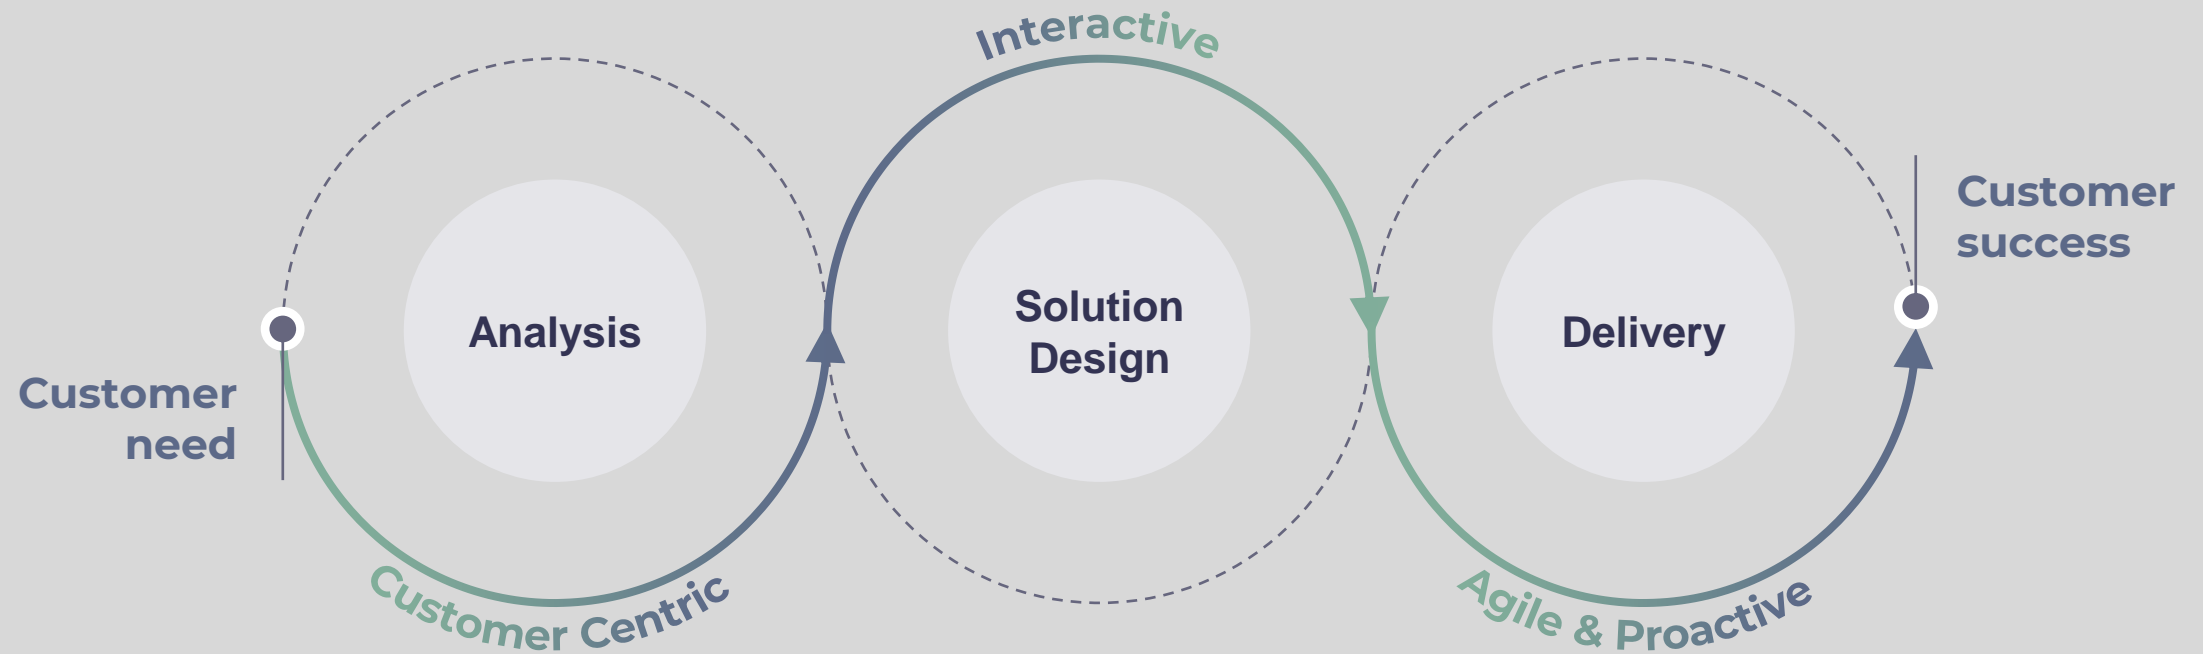 Customer
need
Analysis
Customer Centric
Interactive
Solution
Design
Delivery
Agile & Proactive
Customer
success